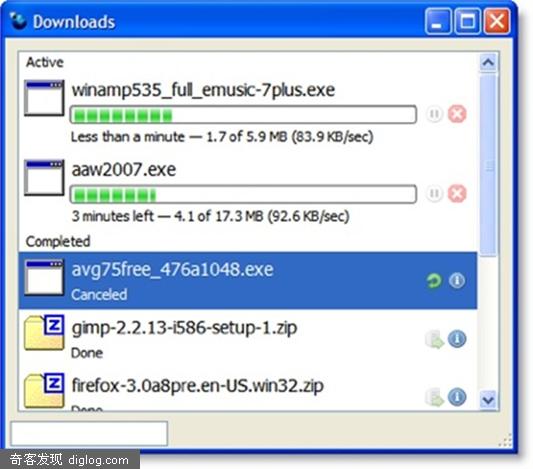 Downloads
Active
winamp535_full_emusic-7plus.exe
Less than a minute — 1.7 of 5.9 MB (83.9 KB/sec)
aaw2007.exe
3 minutes left — 4.1 of 17.3 MB (92.6 KB/sec)
Completed
avg75free_476a1048.exe
Canceled
gimp-2.2.13-i586-setup-1.zip
Done
firefox-3.0a8pre.en-US.win32.zip
Done
奇客发现 diglog.com